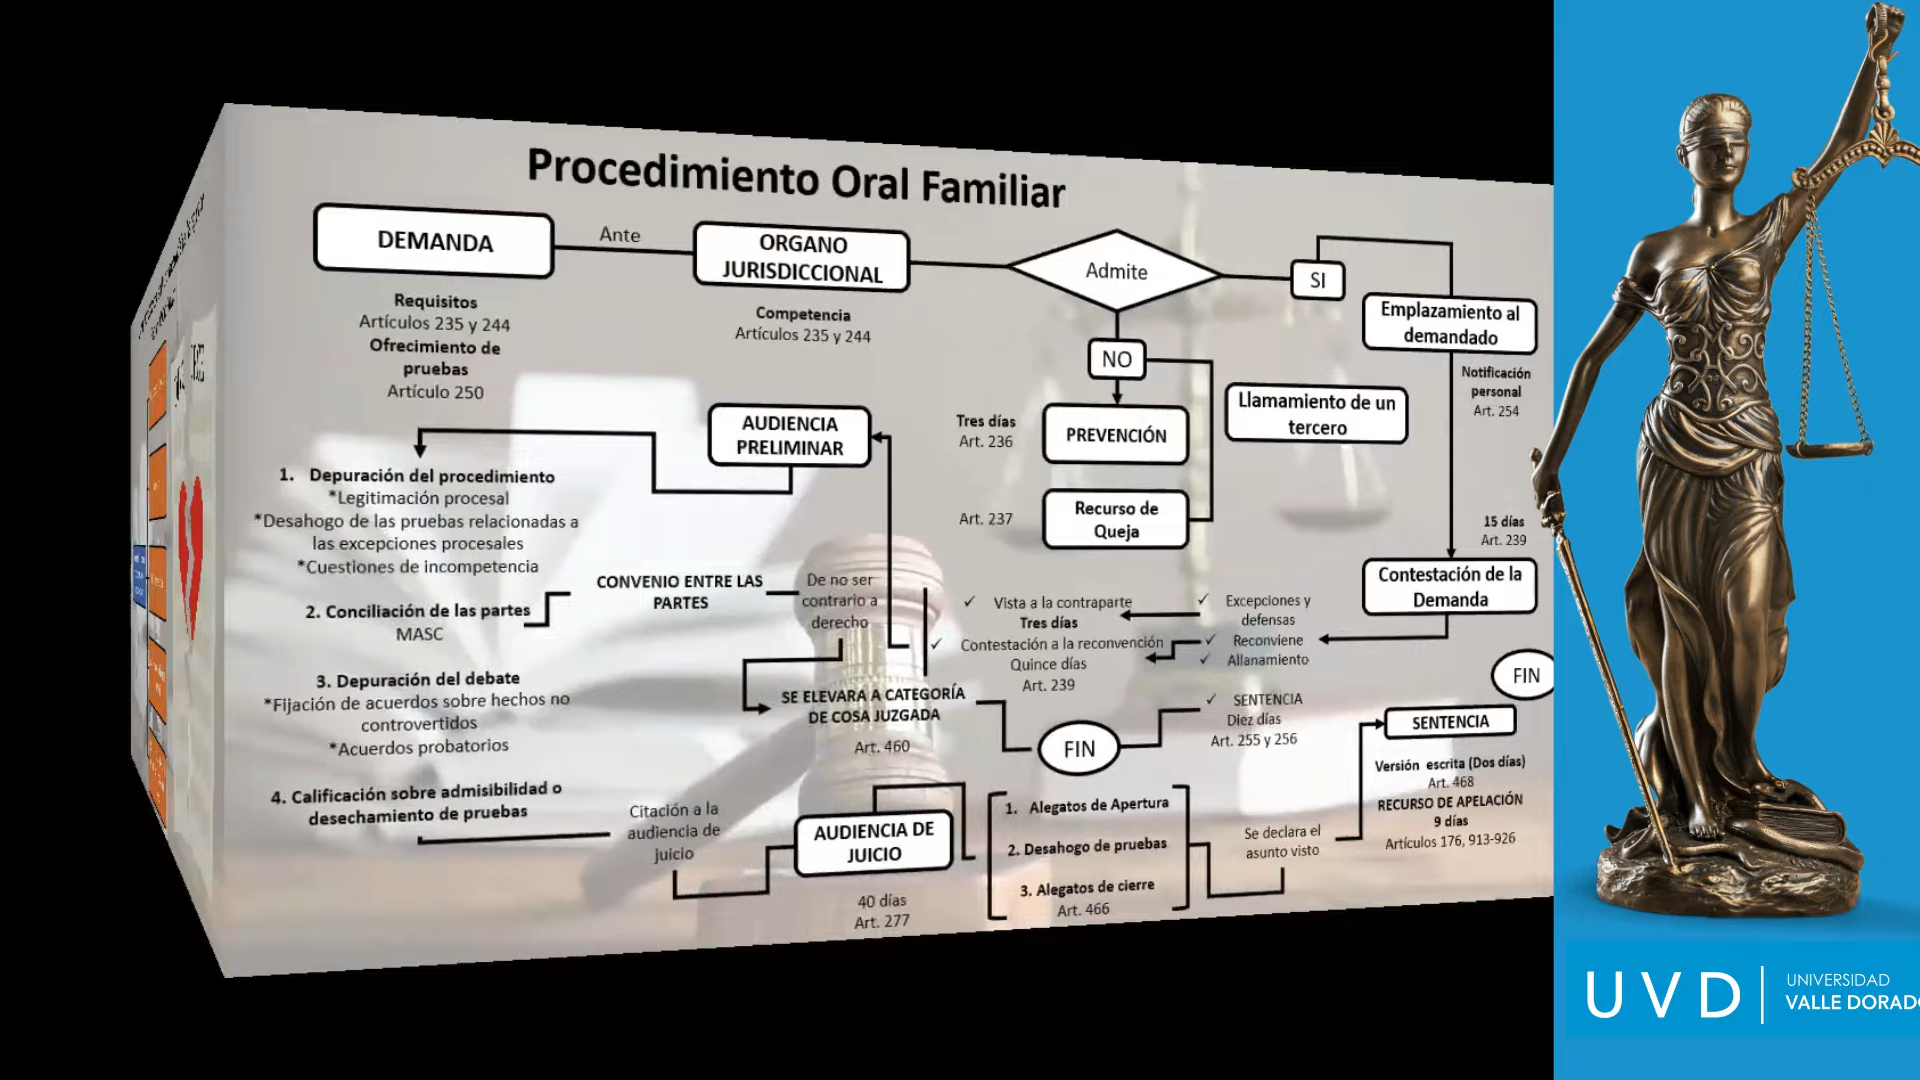 Procedimiento Oral Familiar
DEMANDA
Ante
ORGANO
JURISDICCIONAL
Admite
SI
Requisitos
Artículos 235 y 244
Ofrecimiento de
pruebas
Artículo 250
Competencia
Artículos 235 y 244
NO
Emplazamiento al
demandado
Notificación
personal
Art. 254
Tres días
Art. 236
PREVENCIÓN
Llamamiento de un
tercero
Art. 237
Recurso de
Queja
15 días
Art. 239
Contestación de la
Demanda
AUDIENCIA
PRELIMINAR
1. Depuración del procedimiento
*Legitimación procesal
*Desahogo de las pruebas relacionadas a
las excepciones procesales
*Cuestiones de incompetencia
2. Conciliación de las partes
MASC
CONVENIO ENTRE LAS
PARTES
De no ser
contrario a
derecho
✓ Vista a la contraparte
Tres días
✓ Contestación a la reconvención
Quince días
Art. 239
✓ Excepciones y
defensas
✓ Reconviene
✓ Allanamiento
FIN
3. Depuración del debate
*Fijación de acuerdos sobre hechos no
controvertidos
*Acuerdos probatorios
SE ELEVARA A CATEGORÍA
DE COSA JUZGADA
Art. 460
FIN
✓ SENTENCIA
Diez días
Art. 255 y 256
SENTENCIA
Versión escrita (Dos días)
Art. 468
RECURSO DE APELACIÓN
9 días
Artículos 176, 913-926
4. Calificación sobre admisibilidad o
desechamiento de pruebas
Citación a la
audiencia de
juicio
AUDIENCIA DE
JUICIO
40 días
Art. 277
1. Alegatos de Apertura
2. Desahogo de pruebas
3. Alegatos de cierre
Art. 466
Se declara el
asunto visto
UVD
UNIVERSIDAD
VALLE DORADO